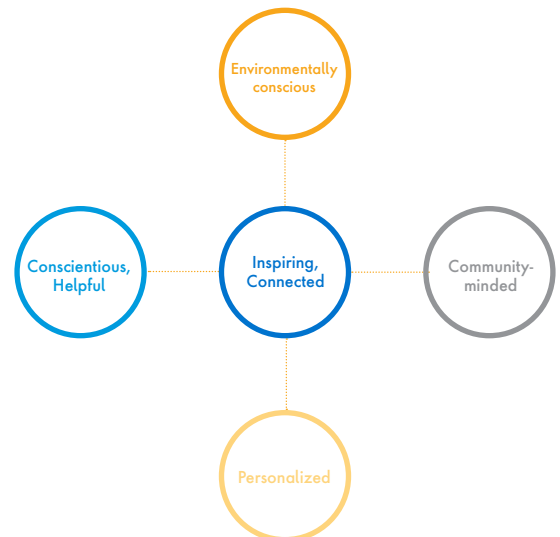 Environmentally
conscious
Conscientious,
Helpful
Inspiring,
Connected
Community-
minded
Personalized